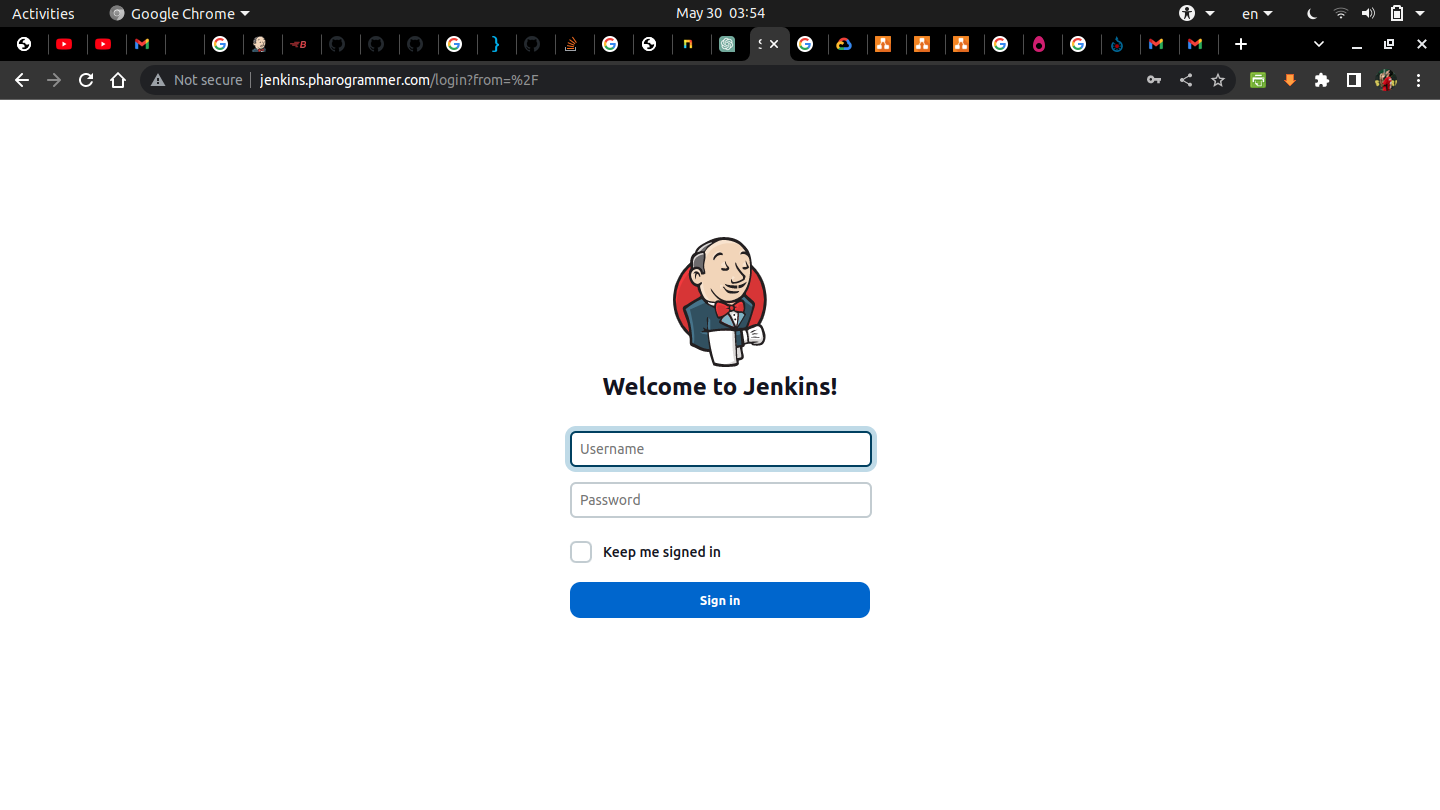 Activities Google Chrome May 30 03:54 en
Not secure jenkins.pharogrammer.com/login?from=%2F
Welcome to Jenkins!
Username
Password
Keep me signed in
Sign in